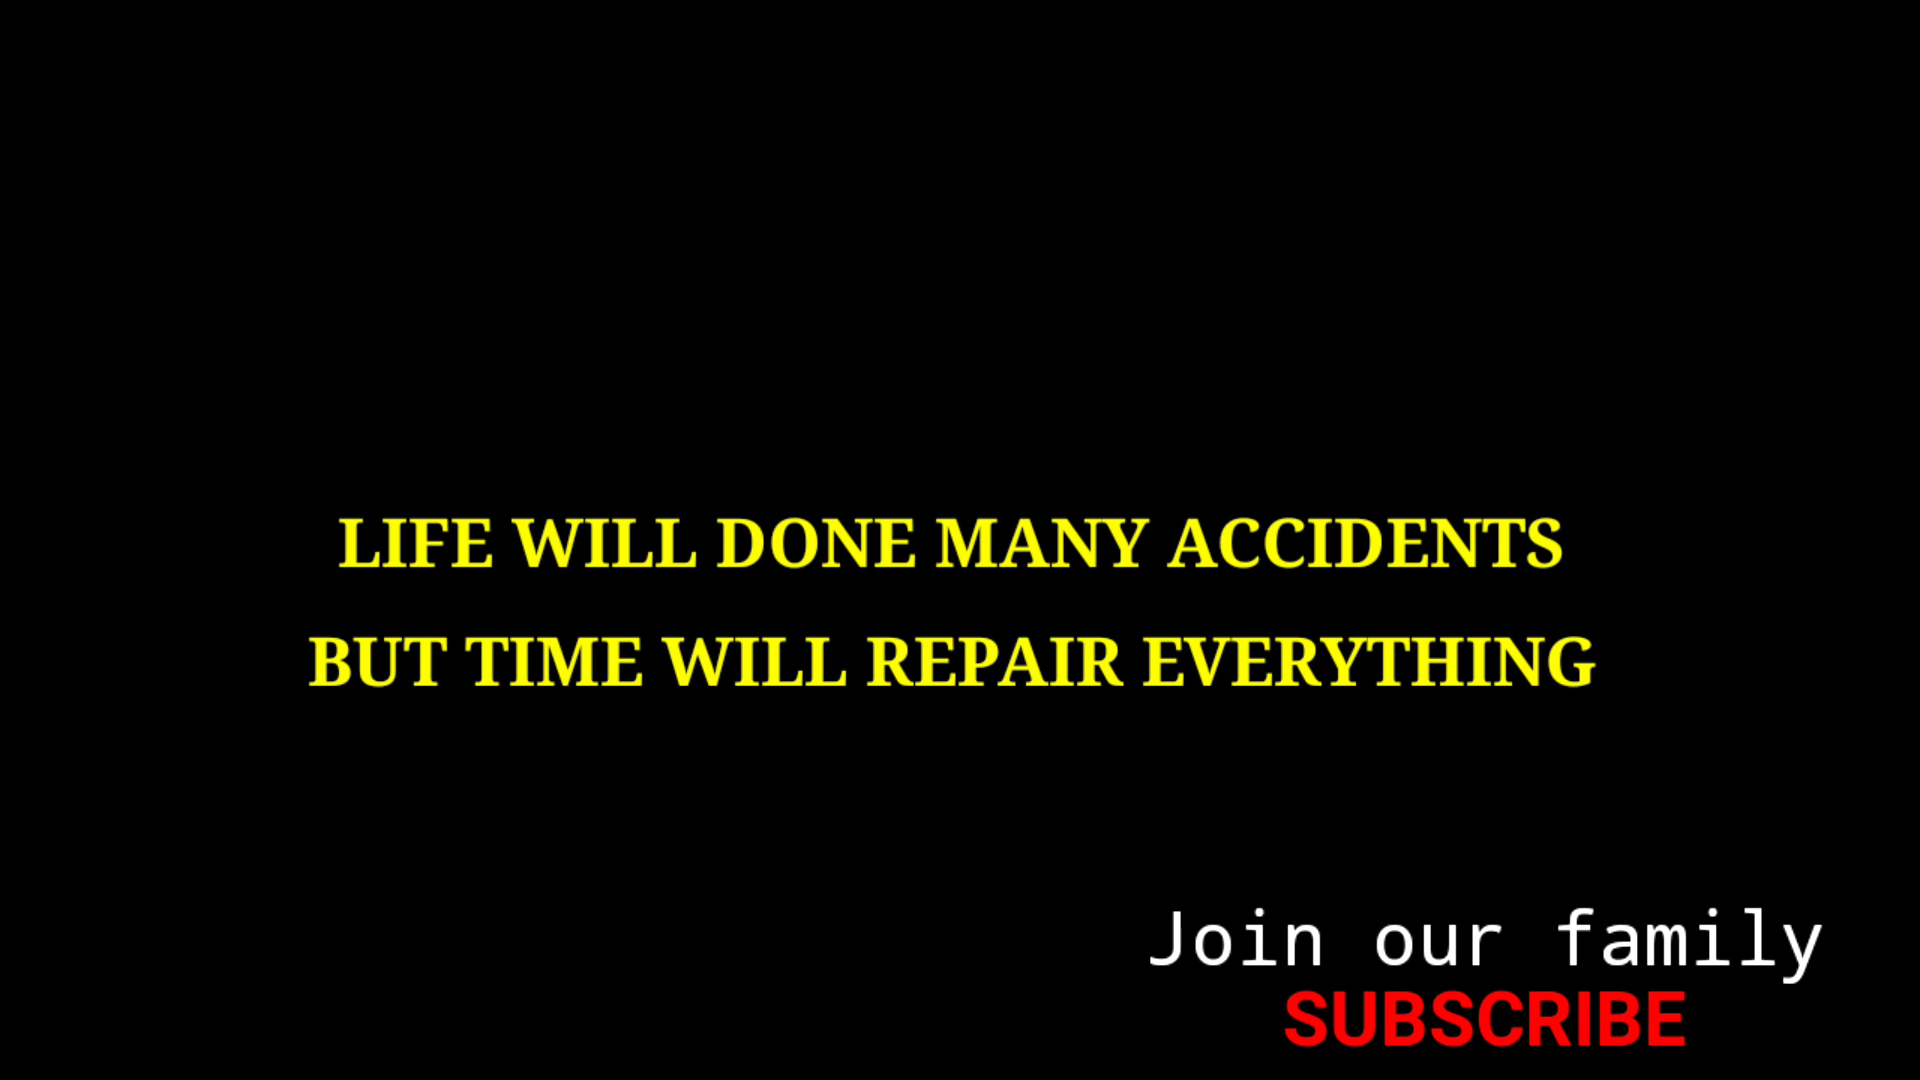 LIFE WILL DONE MANY ACCIDENTS
BUT TIME WILL REPAIR EVERYTHING
Join our family
SUBSCRIBE